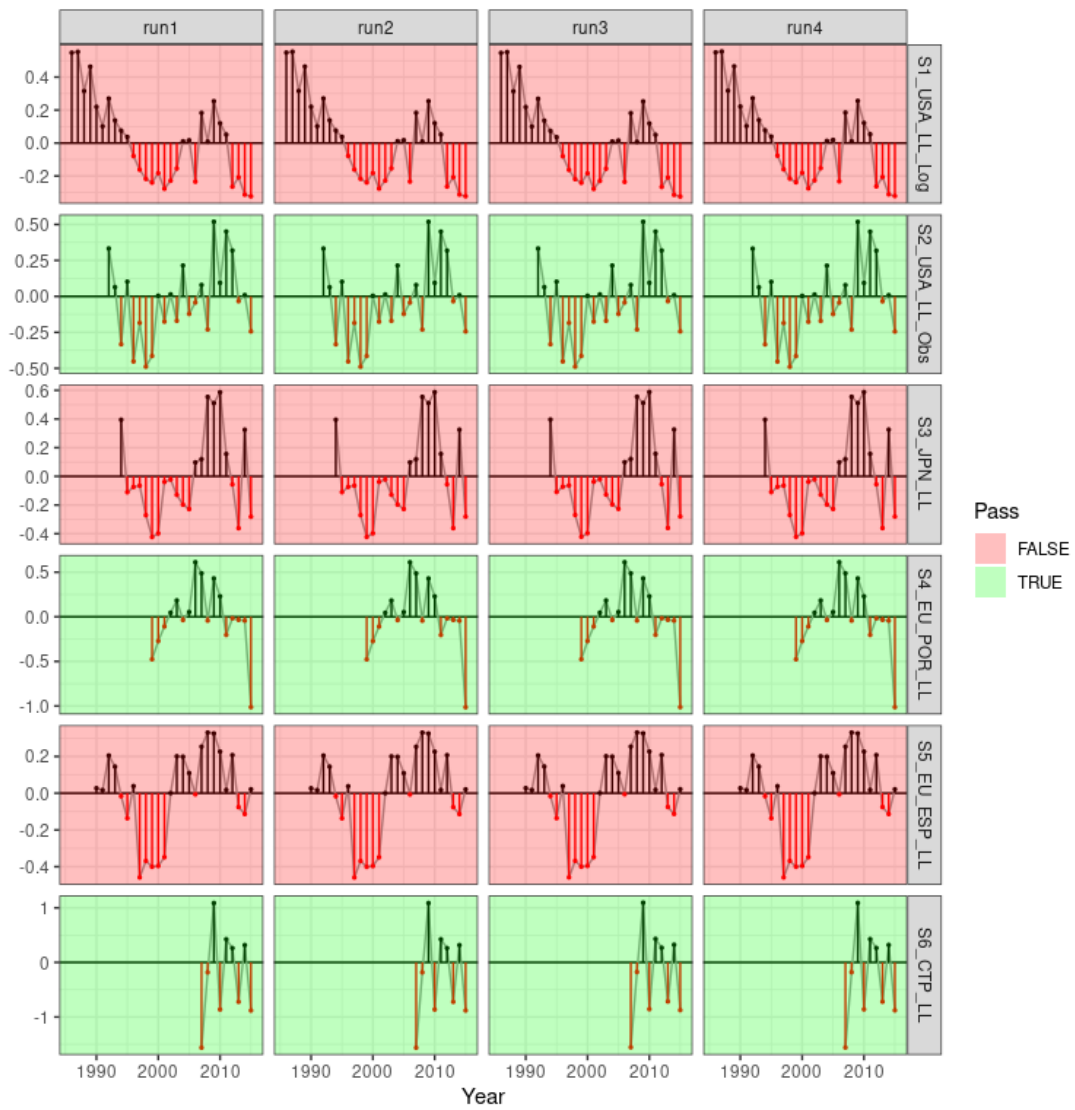 run1 run2 run3 run4
0.4
0.2
0.0
-0.2
S1_USA_LL_Log
0.50
0.25
0.00
-0.25
-0.50
S2_USA_LL_Obs
0.6
0.4
0.2
0.0
-0.2
-0.4
S3_JPN_LL
0.5
0.0
-0.5
-1.0
S4_EU_POR_LL
0.2
0.0
-0.2
-0.4
S5_EU_ESP_LL
1
0
-1
S6_CTP_LL
1990 2000 2010 1990 2000 2010 1990 2000 2010 1990 2000 2010
Year
Pass
FALSE
TRUE